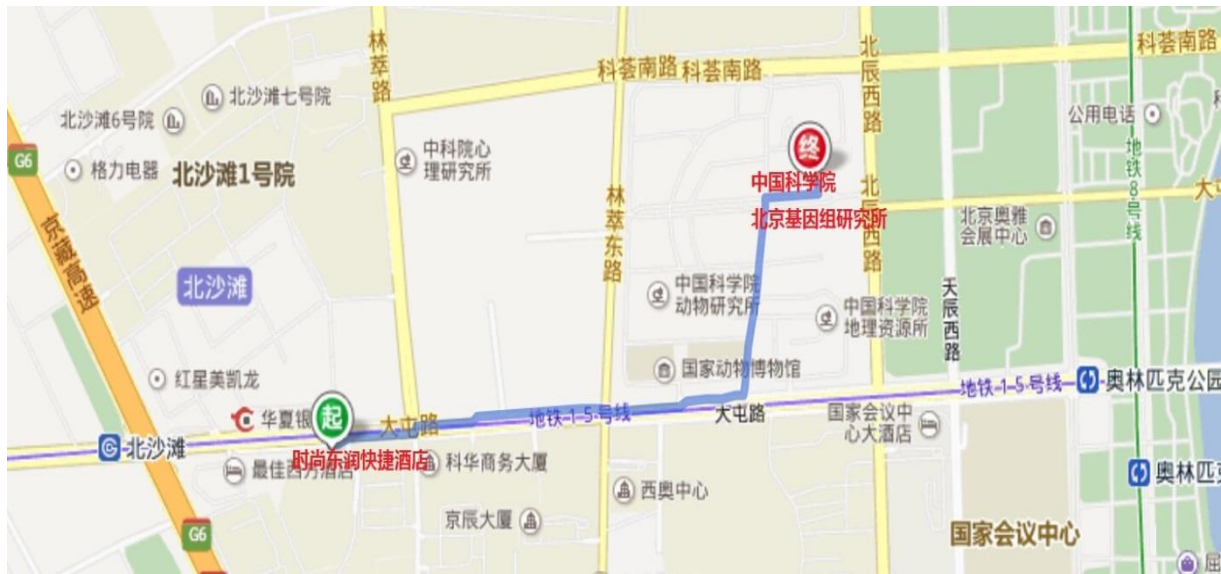 林萃路
北辰西路
科荟南路
科荟南路 科荟南路
北沙滩七号院
北沙滩6号院
公用电话
G6
格力电器
北沙滩1号院
中科院心
理研究所
终
地铁8号线
中国科学院
北京基因组研究所
林萃东路
北辰西路
大
北京奥雅
会展中心
京藏高速
北沙滩
中国科学院
动物研究所
中国科学院
地理资源所
天辰西路
国家动物博物馆
红星美凯龙
地铁15号线
奥林匹克公园
华夏银
起
大屯路
地铁15号线
大屯路
国家会议中
心大酒店
北沙滩
时尚东润快捷酒店
最佳西方酒店
科华商务大厦
西奥中心
奥林匹
京辰大厦
G6
国家会议中心
屈